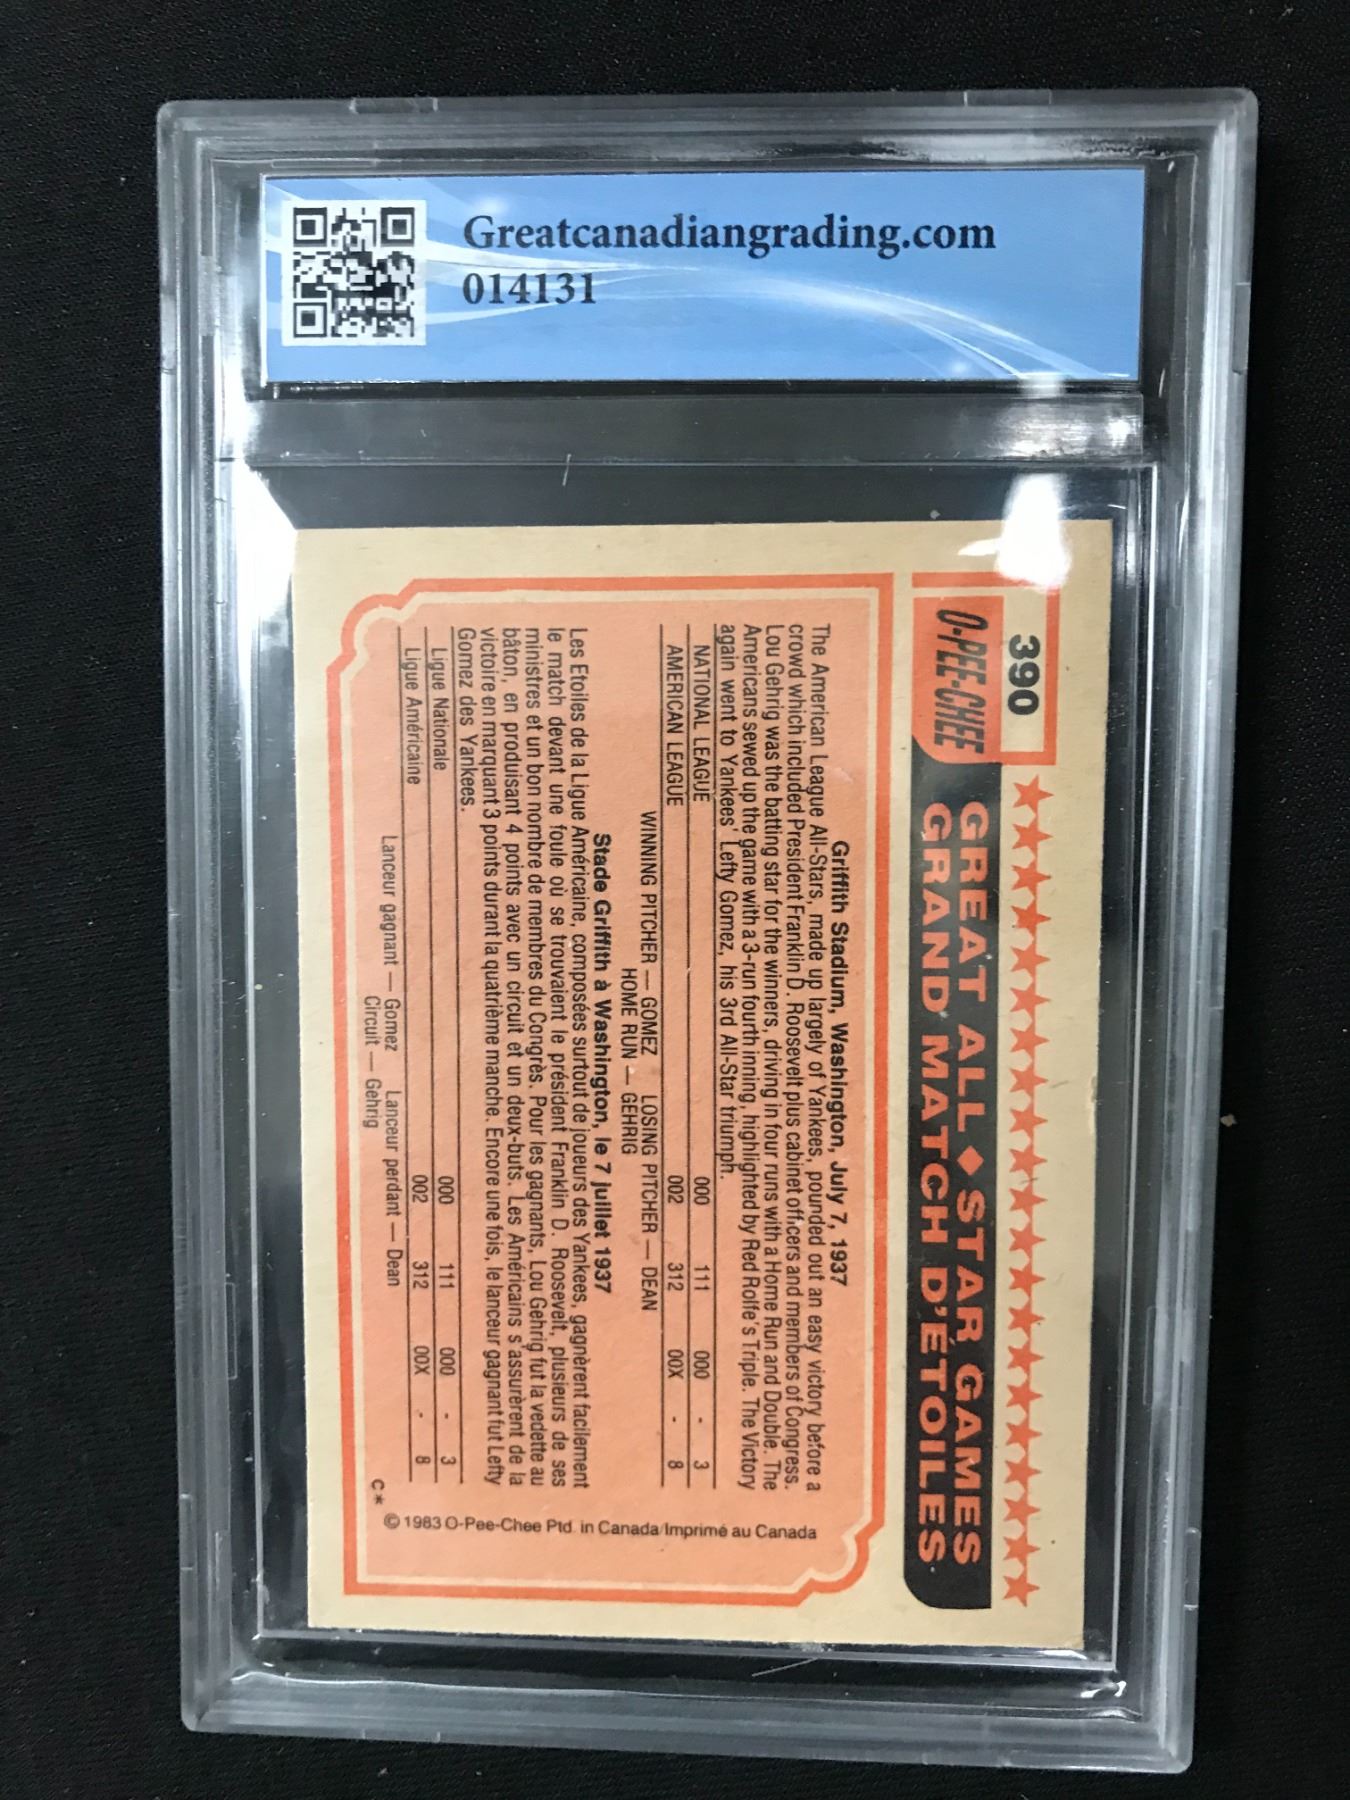 Greatcanadiangrading.com
014131
390
O-PEE-CHEE
GREAT ALL◆STAR GAMES
GRAND MATCH D'ÉTOILES
Griffith Stadium, Washington, July 7, 1937
The American League All-Stars, made up largely of Yankees, pounded out an easy victory before a
crowd which included President Franklin D. Roosevelt plus cabinet officers and members of Congress.
Lou Gehrig was the batting star for the winners, driving in four runs with a Home Run and Double. The
Americans sewed up the game with a 3-run fourth inning, highlighted by Red Rolfe's Triple. The Victory
again went to Yankees' Lefty Gomez, his 3rd All-Star triumph.
NATIONAL LEAGUE 000 111 000 - 3
AMERICAN LEAGUE 002 312 00X - 8
WINNING PITCHER — GOMEZ LOSING PITCHER — DEAN
HOME RUN — GEHRIG
Stade Griffith à Washington, le 7 juillet 1937
Les Etoiles de la Ligue Américaine, composées surtout de joueurs des Yankees, gagnèrent facilement
le match devant une foule où se trouvaient le président Franklin D. Roosevelt, plusieurs de ses
ministres et un bon nombre de membres du Congrès. Pour les gagnants, Lou Gehrig fut la vedette au
bâton, en produisant 4 points avec un circuit et un deux-buts. Les Américains s'assurèrent de la
victoire en marquant 3 points durant la quatrième manche. Encore une fois, le lanceur gagnant fut Lefty
Gomez des Yankees.
Ligue Nationale 000 111 000 - 3
Ligue Américaine 002 312 00X - 8
Lanceur gagnant — Gomez Lanceur perdant — Dean
Circuit — Gehrig
C* © 1983 O-Pee-Chee Ptd. in Canada/Imprimé au Canada